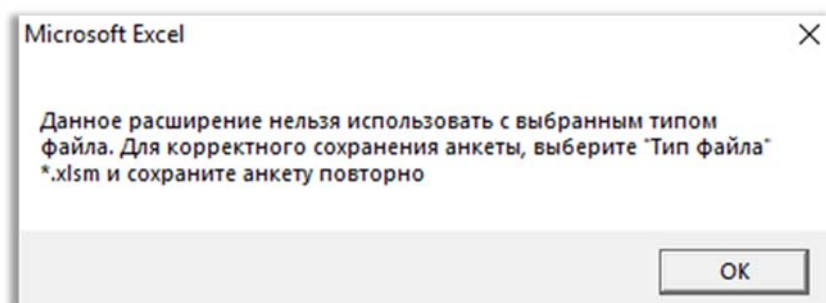 Microsoft Excel
Данное расширение нельзя использовать с выбранным типом
файла. Для корректного сохранения анкеты, выберите "Тип файла"
*.xlsm и сохраните анкету повторно
OK